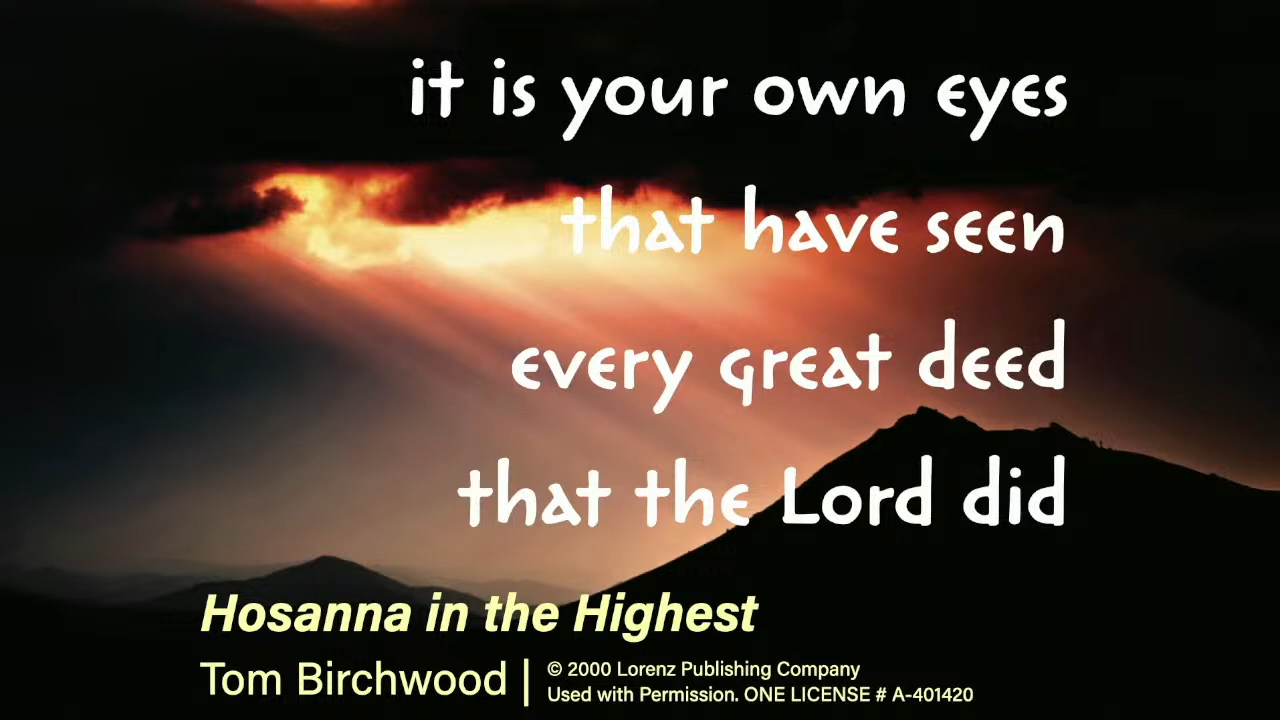 it is your own eyes
that have seen
every great deed
that the Lord did
Hosanna in the Highest
Tom Birchwood | © 2000 Lorenz Publishing Company
Used with Permission. ONE LICENSE # A-401420